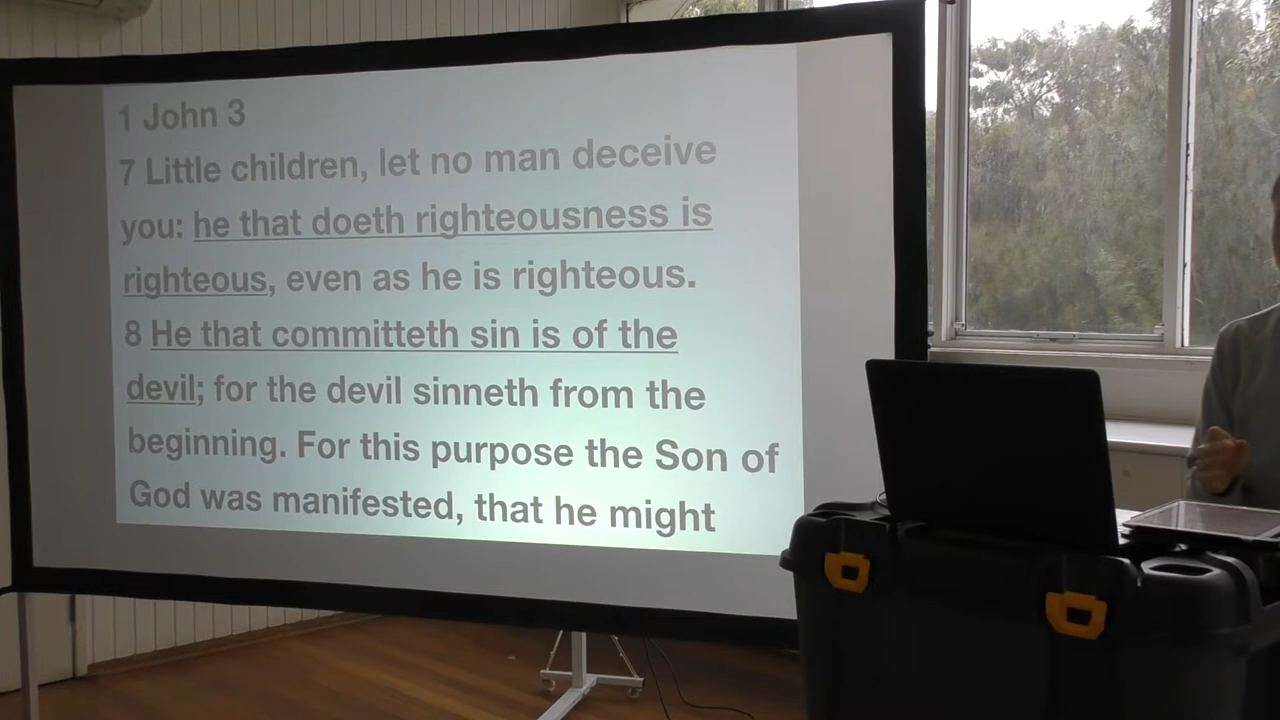 1 John 3
7 Little children, let no man deceive
you: he that doeth righteousness is
righteous, even as he is righteous.
8 He that committeth sin is of the
devil; for the devil sinneth from the
beginning. For this purpose the Son of
God was manifested, that he might